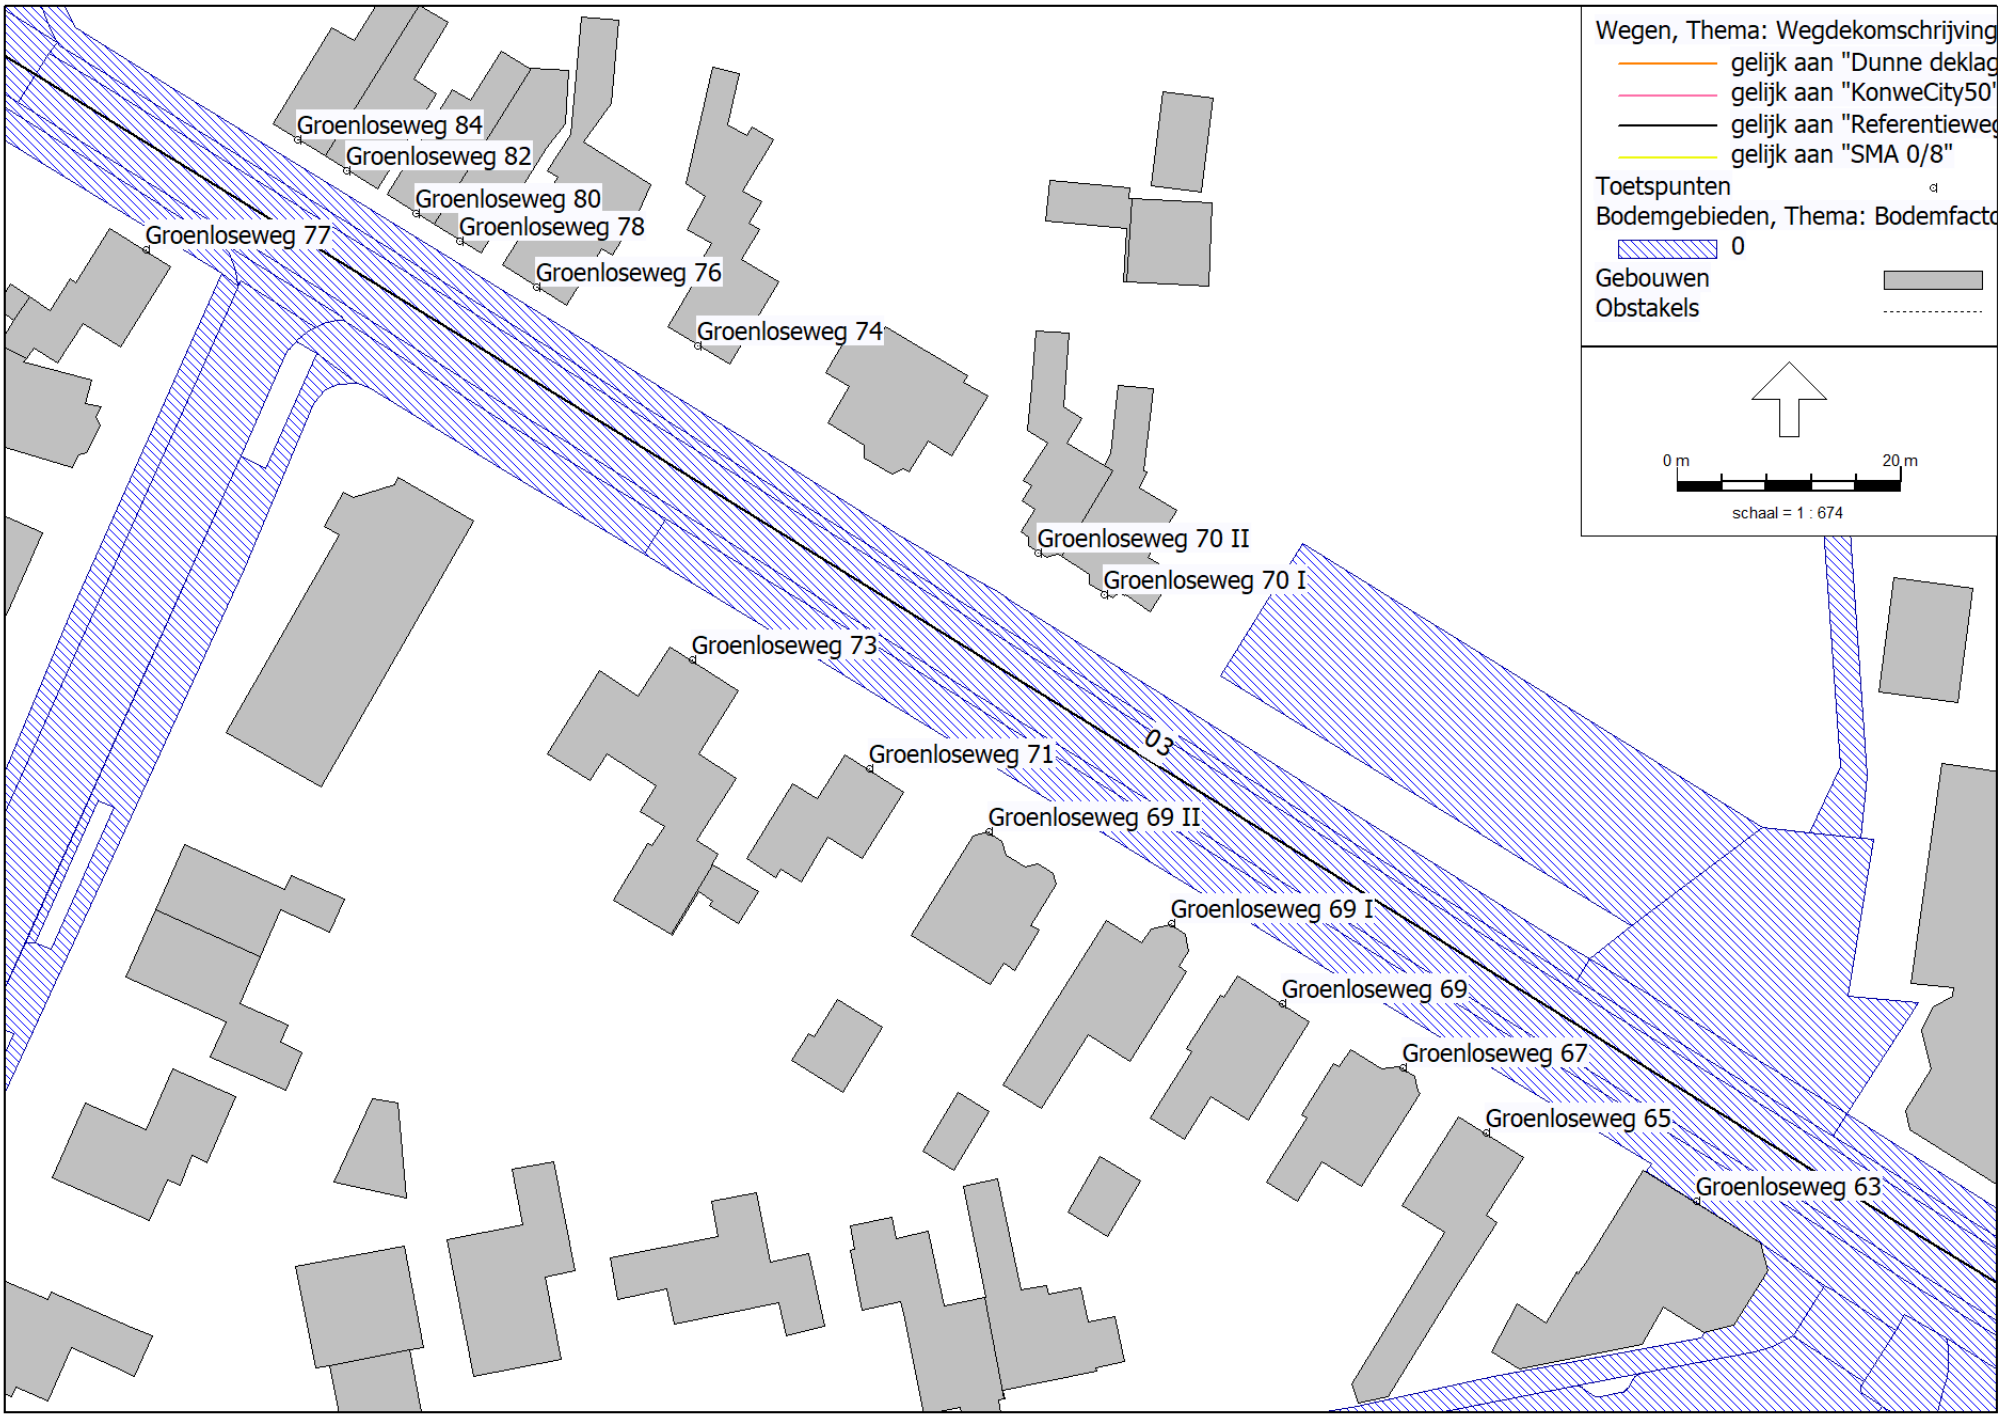 Wegen, Thema: Wegdekomschrijving
gelijk aan "Dunne deklag
gelijk aan "KonweCity50"
gelijk aan "Referentieweg
gelijk aan "SMA 0/8"
Toetspunten
Bodemgebieden, Thema: Bodemfacto
0
Gebouwen
Obstakels
0 m 20 m
schaal = 1 : 674
Groenloseweg 84
Groenloseweg 82
Groenloseweg 80
Groenloseweg 78
Groenloseweg 77
Groenloseweg 76
Groenloseweg 74
Groenloseweg 70 II
Groenloseweg 70 I
Groenloseweg 73
03
Groenloseweg 71
Groenloseweg 69 II
Groenloseweg 69 I
Groenloseweg 69
Groenloseweg 67
Groenloseweg 65
Groenloseweg 63